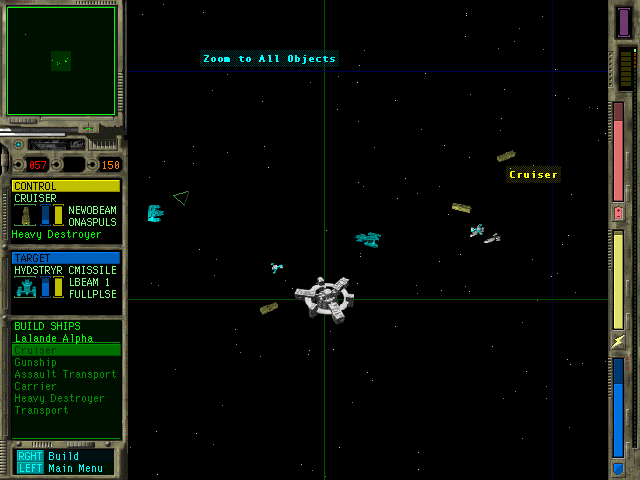 Zoom to All Objects
Cruiser
057 150
CONTROL
CRUISER
NEWOBEAM
ONASPULS
Heavy Destroyer
TARGET
HYDSTRYR CMISSILE
LBEAM 1
FULLPLSE
BUILD SHIPS
Lalande Alpha
Cruiser
Gunship
Assault Transport
Carrier
Heavy Destroyer
Transport
RGHT Build
LEFT Main Menu